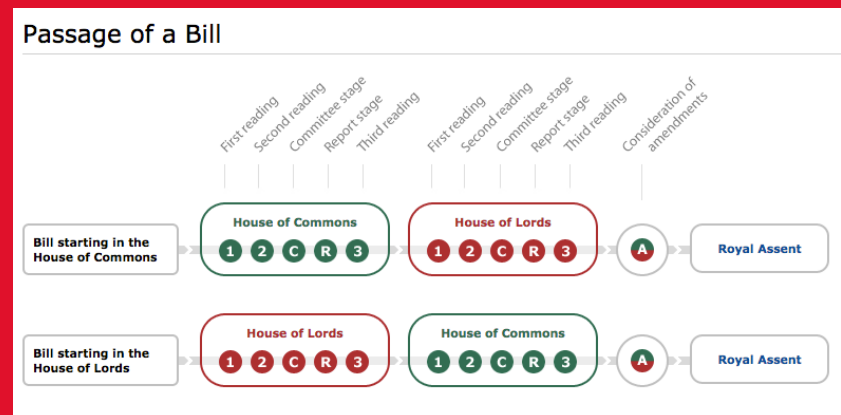 Passage of a Bill
First reading
Second reading
Committee stage
Report stage
Third reading
First reading
Second reading
Committee stage
Report stage
Third reading
Consideration of
amendments
Bill starting in the
House of Commons
House of Commons
1 2 C R 3
House of Lords
1 2 C R 3
A
Royal Assent
Bill starting in the
House of Lords
House of Lords
1 2 C R 3
House of Commons
1 2 C R 3
A
Royal Assent